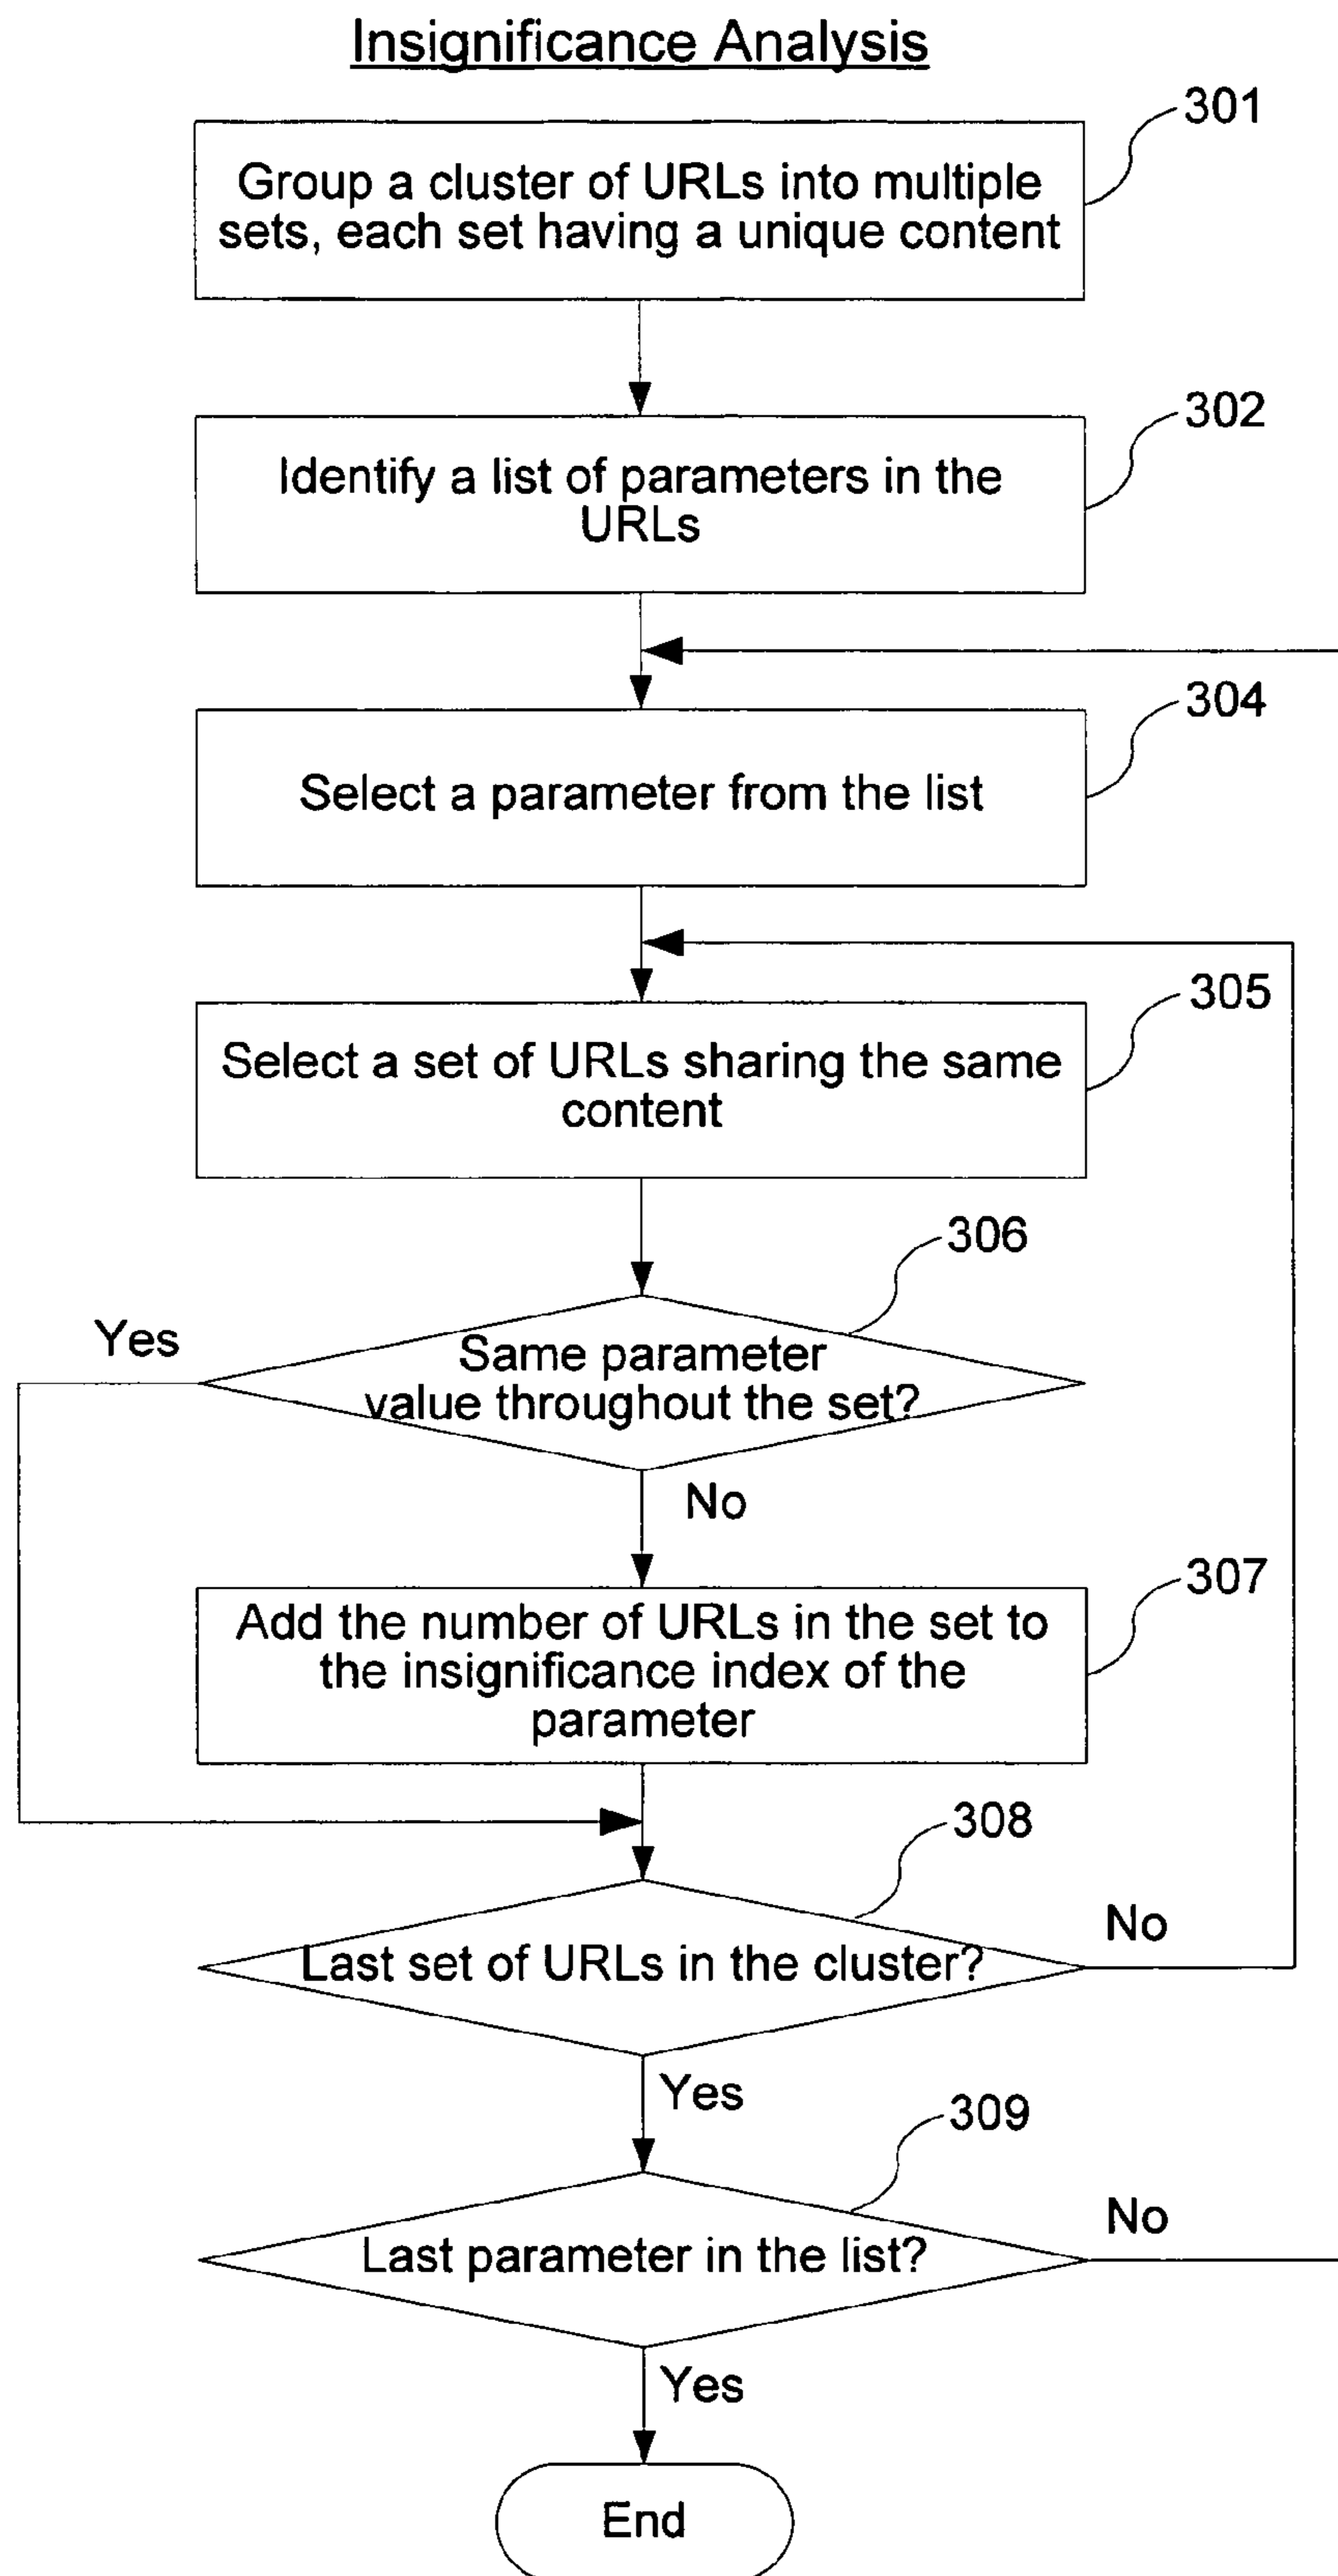 Insignificance Analysis
301
Group a cluster of URLs into multiple
sets, each set having a unique content
302
Identify a list of parameters in the
URLs
304
Select a parameter from the list
305
Select a set of URLs sharing the same
content
306
Yes
Same parameter
value throughout the set?
No
307
Add the number of URLs in the set to
the insignificance index of the
parameter
308
No
Last set of URLs in the cluster?
Yes
309
No
Last parameter in the list?
Yes
End